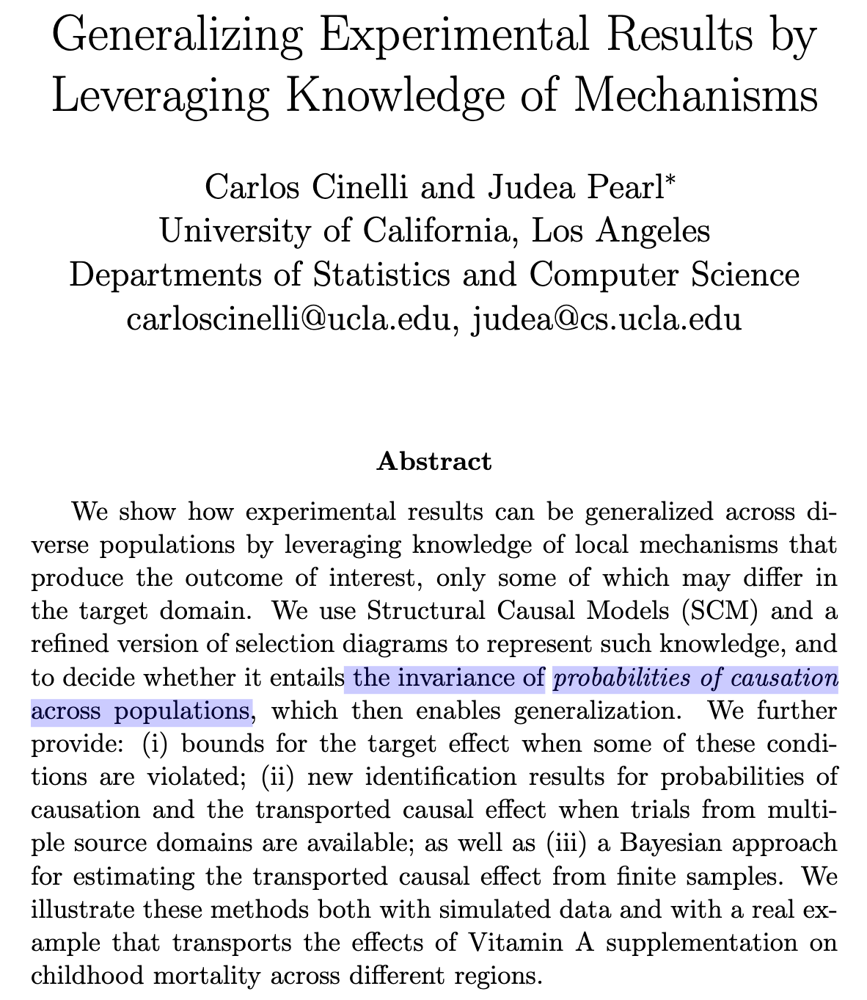 Generalizing Experimental Results by
Leveraging Knowledge of Mechanisms
Carlos Cinelli and Judea Pearl*
University of California, Los Angeles
Departments of Statistics and Computer Science
carloscinelli@ucla.edu, judea@cs.ucla.edu
Abstract
We show how experimental results can be generalized across di-
verse populations by leveraging knowledge of local mechanisms that
produce the outcome of interest, only some of which may differ in
the target domain. We use Structural Causal Models (SCM) and a
refined version of selection diagrams to represent such knowledge, and
to decide whether it entails the invariance of probabilities of causation
across populations, which then enables generalization. We further
provide: (i) bounds for the target effect when some of these condi-
tions are violated; (ii) new identification results for probabilities of
causation and the transported causal effect when trials from multi-
ple source domains are available; as well as (iii) a Bayesian approach
for estimating the transported causal effect from finite samples. We
illustrate these methods both with simulated data and with a real ex-
ample that transports the effects of Vitamin A supplementation on
childhood mortality across different regions.